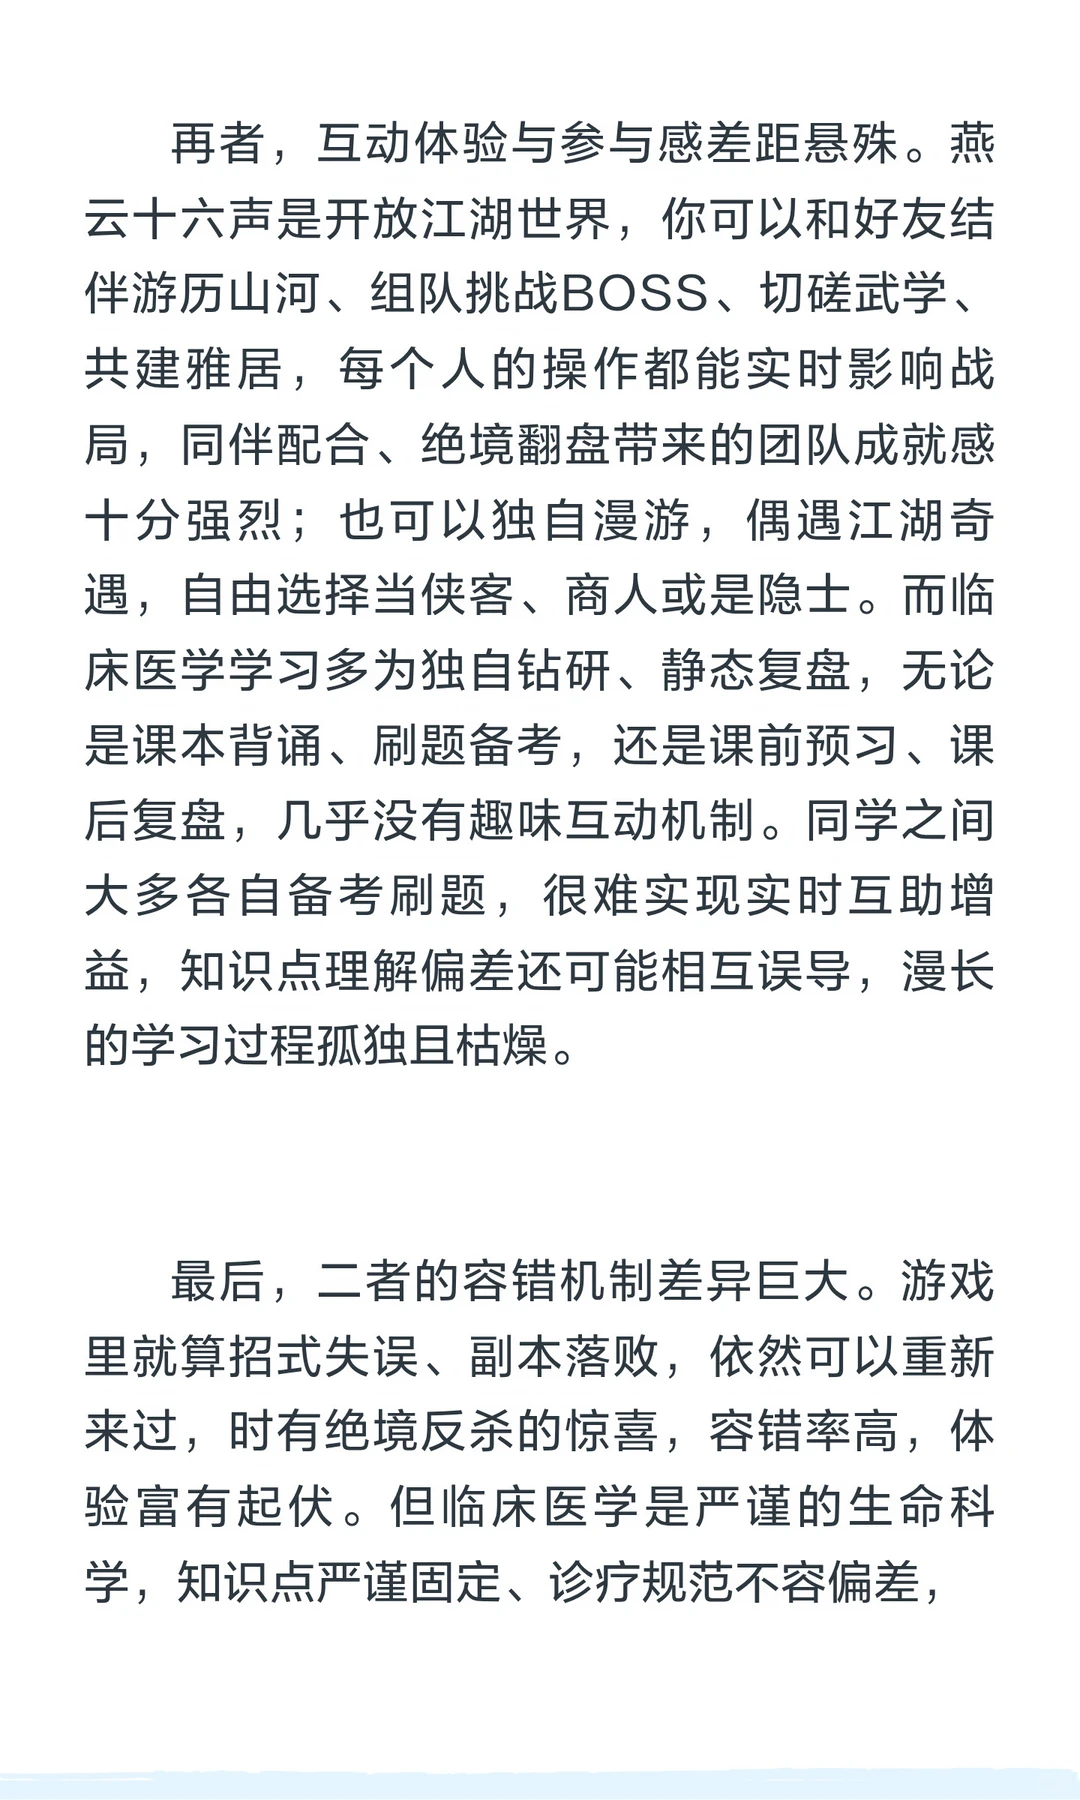 再者，互动体验与参与感差距悬殊。燕
云十六声是开放江湖世界，你可以和好友结
伴游历山河、组队挑战BOSS、切磋武学、
共建雅居，每个人的操作都能实时影响战
局，同伴配合、绝境翻盘带来的团队成就感
十分强烈；也可以独自漫游，偶遇江湖奇
遇，自由选择当侠客、商人或是隐士。而临
床医学学习多为独自钻研、静态复盘，无论
是课本背诵、刷题备考，还是课前预习、课
后复盘，几乎没有趣味互动机制。同学之间
大多各自备考刷题，很难实现实时互助增
益，知识点理解偏差还可能相互误导，漫长
的学习过程孤独且枯燥。
最后，二者的容错机制差异巨大。游戏
里就算招式失误、副本落败，依然可以重新
来过，时有绝境反杀的惊喜，容错率高，体
验富有起伏。但临床医学是严谨的生命科
学，知识点严谨固定、诊疗规范不容偏差，